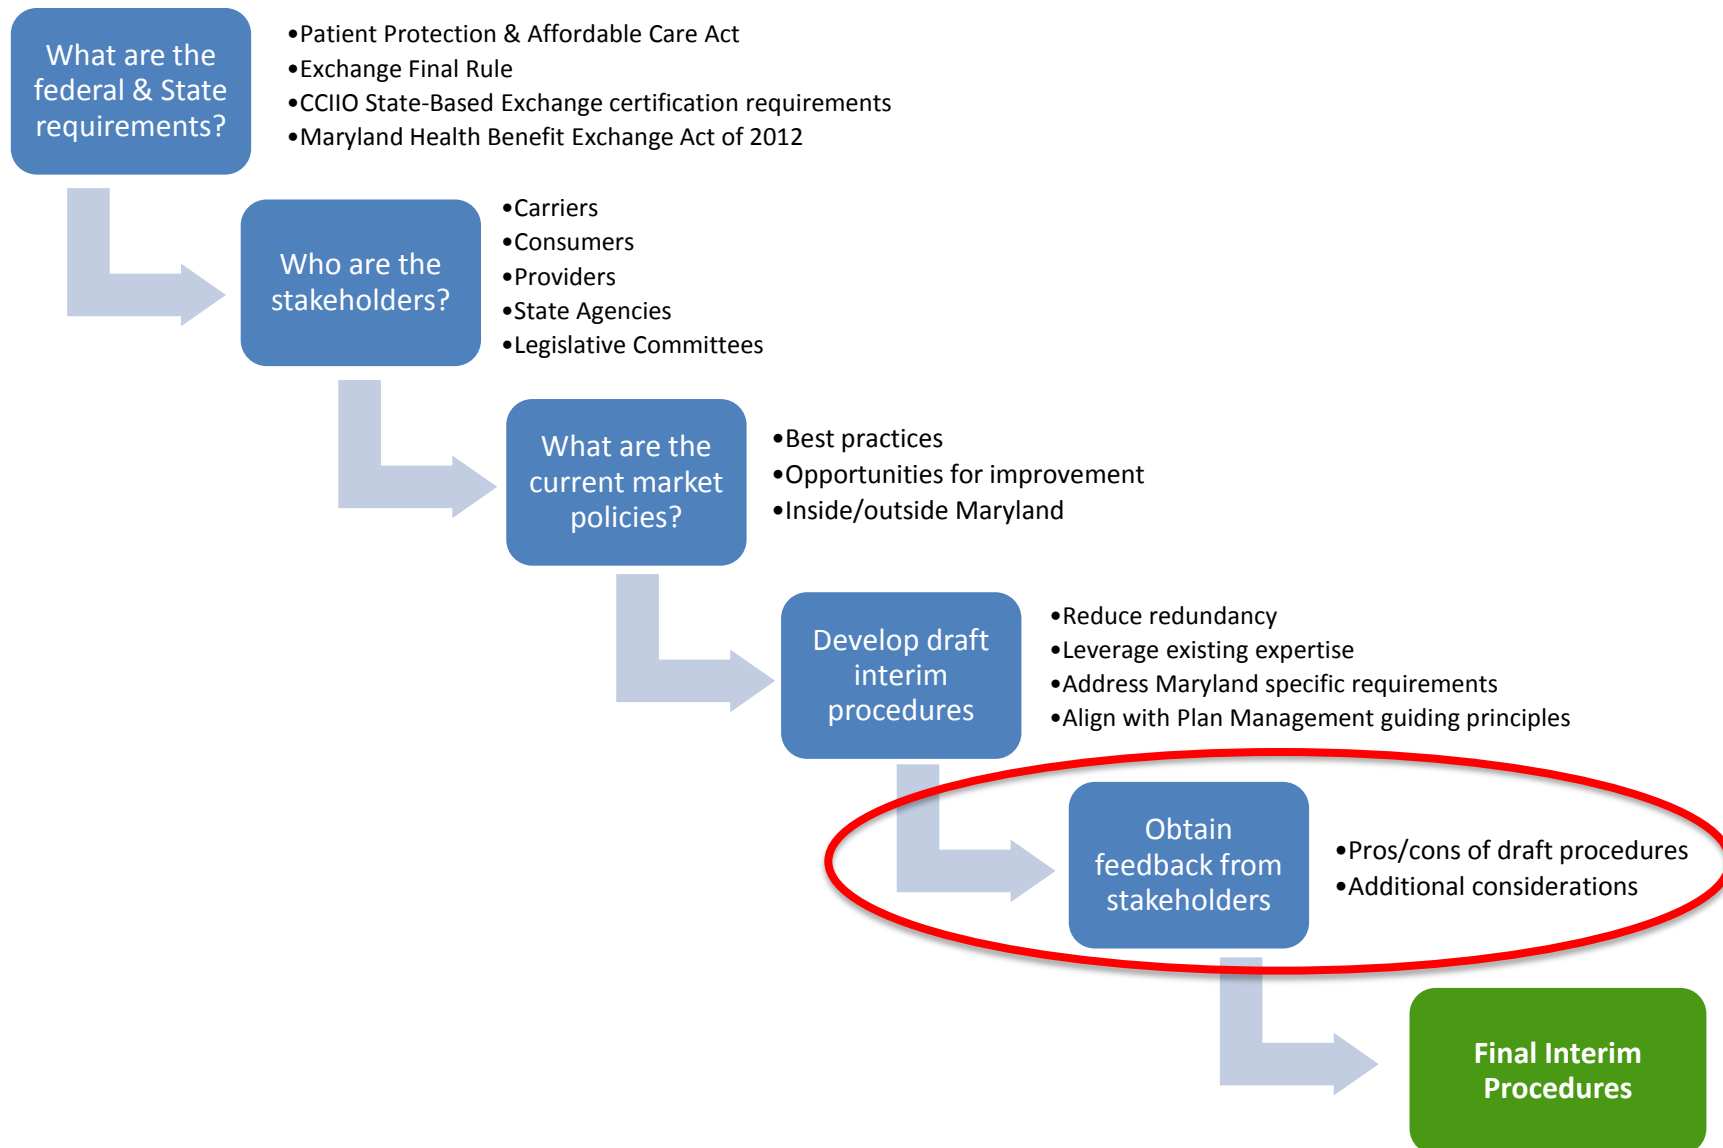 What are the
federal & State
requirements?
•Patient Protection & Affordable Care Act
•Exchange Final Rule
•CCIIO State-Based Exchange certification requirements
•Maryland Health Benefit Exchange Act of 2012
Who are the
stakeholders?
•Carriers
•Consumers
•Providers
•State Agencies
•Legislative Committees
What are the
current market
policies?
•Best practices
•Opportunities for improvement
•Inside/outside Maryland
Develop draft
interim
procedures
•Reduce redundancy
•Leverage existing expertise
•Address Maryland specific requirements
•Align with Plan Management guiding principles
Obtain
feedback from
stakeholders
•Pros/cons of draft procedures
•Additional considerations
Final Interim
Procedures